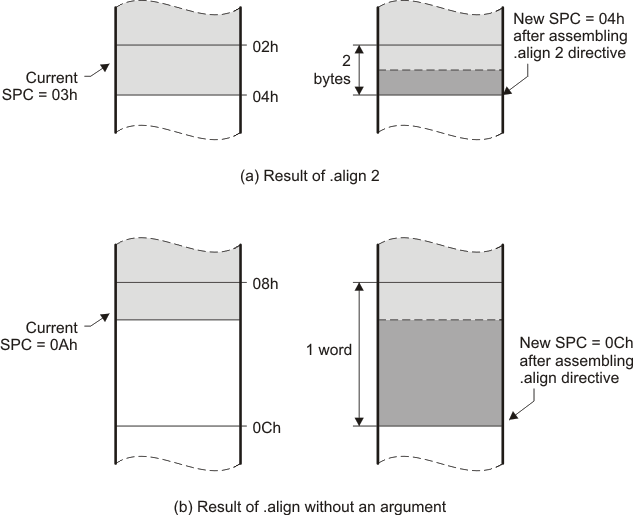 02h
Current
SPC = 03h
04h
2
bytes
New SPC = 04h
after assembling
.align 2 directive
(a) Result of .align 2
08h
Current
SPC = 0Ah
0Ch
1 word
New SPC = 0Ch
after assembling
.align directive
(b) Result of .align without an argument